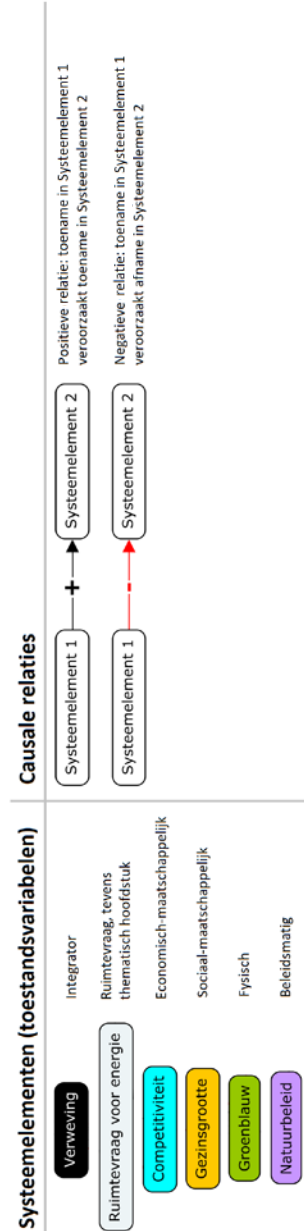 Systeemelementen (toestandsvariabelen)
Verweving
Integrator
Ruimtevraag voor energie
Ruimtevraag, tevens
thematisch hoofdstuk
Competitiviteit
Economisch-maatschappelijk
Gezinsgrootte
Sociaal-maatschappelijk
Groenblauw
Fysisch
Natuurbeleid
Beleidsmatig
Causale relaties
Systeemelement 1
+
Systeemelement 2
Positieve relatie: toename in Systeemelement 1
veroorzaakt toename in Systeemelement 2
Systeemelement 1
-
Systeemelement 2
Negatieve relatie: toename in Systeemelement 1
veroorzaakt afname in Systeemelement 2